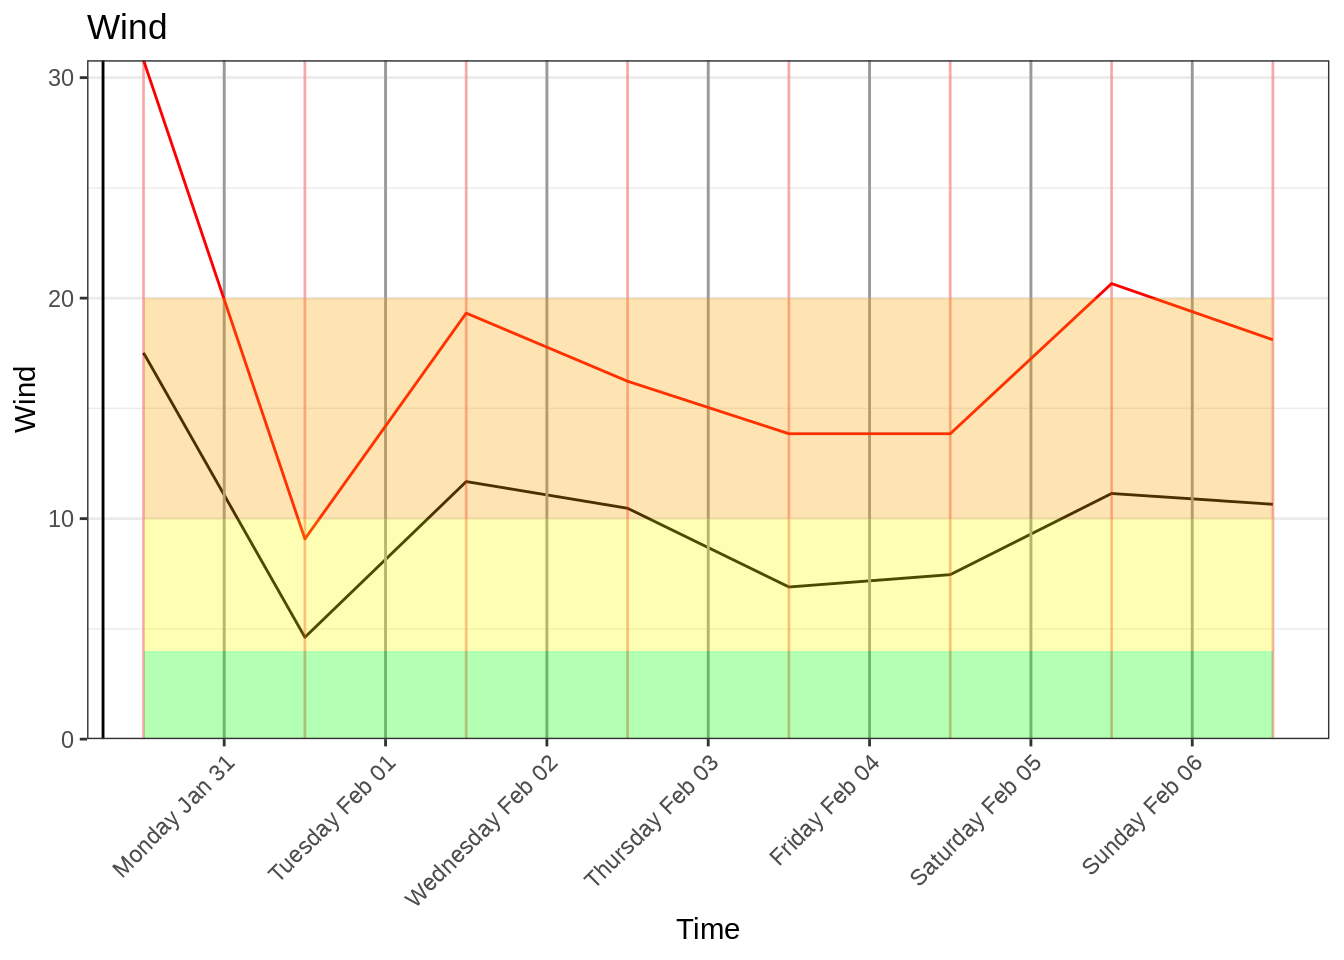 Wind
Wind
30
20
10
0
Monday Jan 31
Tuesday Feb 01
Wednesday Feb 02
Thursday Feb 03
Friday Feb 04
Saturday Feb 05
Sunday Feb 06
Time